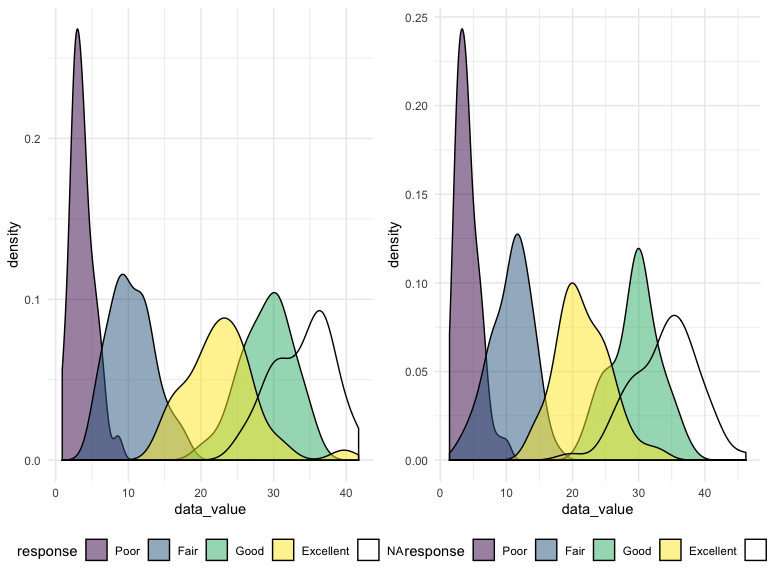 0.2
0.1
0.0
density
0 10 20 30 40
data_value
response Poor Fair Good Excellent NA
0.25
0.20
0.15
0.10
0.05
0.00
density
0 10 20 30 40
data_value
response Poor Fair Good Excellent